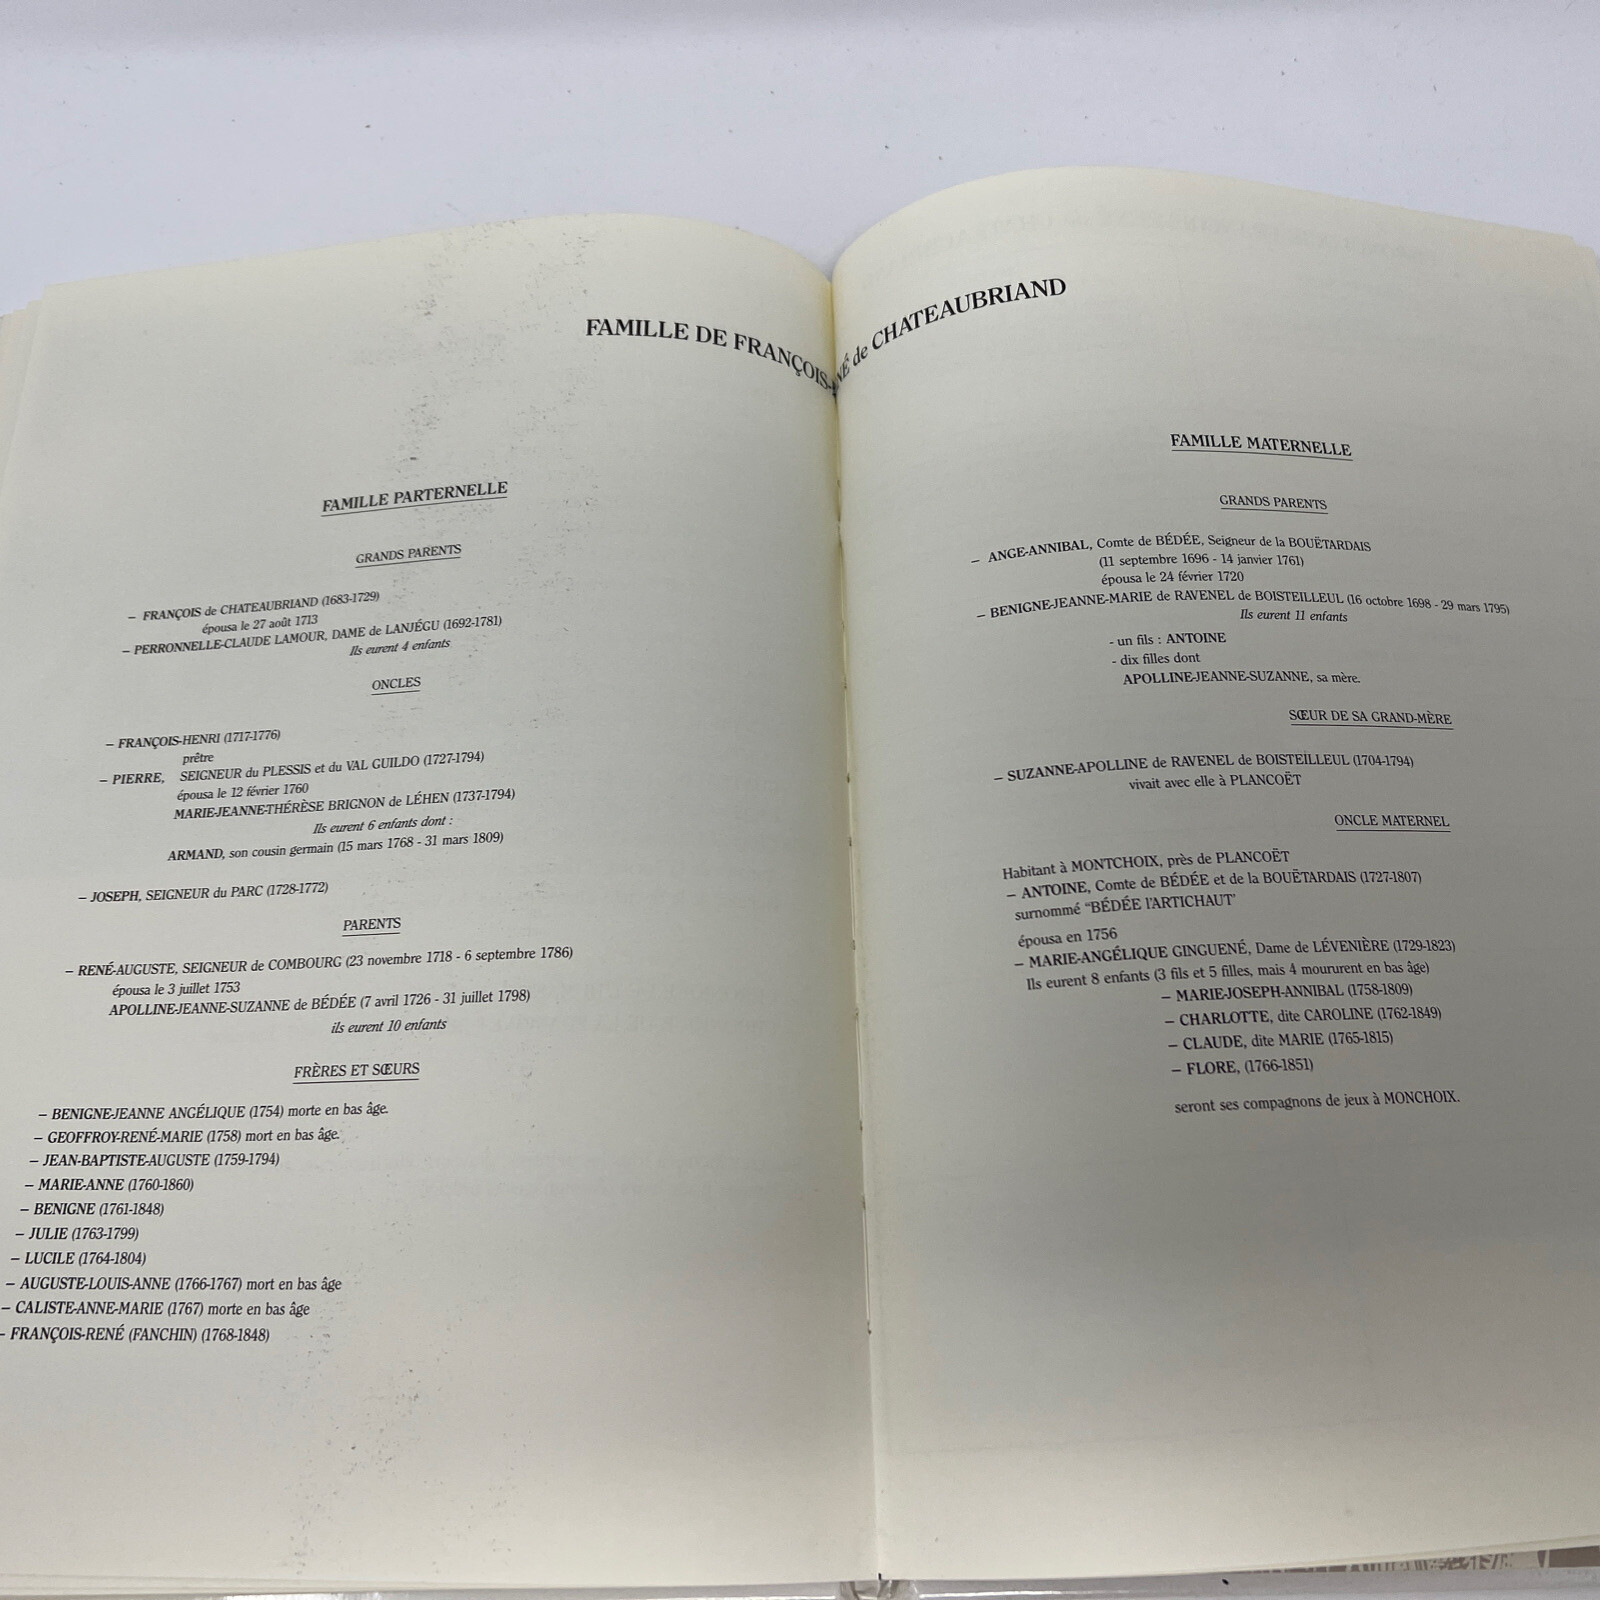 FAMILLE DE FRANÇOIS-NÉ de CHATEAUBRIAND
FAMILLE PARTERNELLE
GRANDS PARENTS
– FRANÇOIS de CHATEAUBRIAND (1683-1729)
épousa le 27 août 1713
– PERRONNELLE-CLAUDE LAMOUR, DAME de LANJÉGU (1692-1781)
Ils eurent 4 enfants
ONCLES
– FRANÇOIS-HENRI (1717-1776)
prêtre
– PIERRE, SEIGNEUR du PLESSIS et du VAL GUILDO (1727-1794)
épousa le 12 février 1760
MARIE-JEANNE-THÉRÈSE BRIGNON de LÉHEN (1737-1794)
Ils eurent 6 enfants dont :
ARMAND, son cousin germain (15 mars 1768 - 31 mars 1809)
– JOSEPH, SEIGNEUR du PARC (1728-1772)
PARENTS
– RENÉ-AUGUSTE, SEIGNEUR de COMBOURG (23 novembre 1718 - 6 septembre 1786)
épousa le 3 juillet 1753
APOLLINE-JEANNE-SUZANNE de BÉDÉE (7 avril 1726 - 31 juillet 1798)
ils eurent 10 enfants
FRÈRES ET SŒURS
– BENIGNE-JEANNE ANGÉLIQUE (1754) morte en bas âge.
– GEOFFROY-RENÉ-MARIE (1758) mort en bas âge.
– JEAN-BAPTISTE-AUGUSTE (1759-1794)
– MARIE-ANNE (1760-1860)
– BENIGNE (1761-1848)
– JULIE (1763-1799)
– LUCILE (1764-1804)
– AUGUSTE-LOUIS-ANNE (1766-1767) mort en bas âge
– CALISTE-ANNE-MARIE (1767) morte en bas âge
– FRANÇOIS-RENÉ (FANCHIN) (1768-1848)
FAMILLE MATERNELLE
GRANDS PARENTS
– ANGE-ANNIBAL, Comte de BÉDÉE, Seigneur de la BOUËTARDAIS
(11 septembre 1696 - 14 janvier 1761)
épousa le 24 février 1720
– BENIGNE-JEANNE-MARIE de RAVENEL de BOISTEILLEUL (16 octobre 1698 - 29 mars 1795)
Ils eurent 11 enfants
- un fils : ANTOINE
- dix filles dont
APOLLINE-JEANNE-SUZANNE, sa mère.
SŒUR DE SA GRAND-MÈRE
– SUZANNE-APOLLINE de RAVENEL de BOISTEILLEUL (1704-1794)
vivait avec elle à PLANCOËT
ONCLE MATERNEL
Habitant à MONTCHOIX, près de PLANCOËT
– ANTOINE, Comte de BÉDÉE et de la BOUËTARDAIS (1727-1807)
surnommé "BÉDÉE l'ARTICHAUT"
épousa en 1756
– MARIE-ANGÉLIQUE GINGUENÉ, Dame de LÉVENIÈRE (1729-1823)
Ils eurent 8 enfants (3 fils et 5 filles, mais 4 moururent en bas âge)
– MARIE-JOSEPH-ANNIBAL (1758-1809)
– CHARLOTTE, dite CAROLINE (1762-1849)
– CLAUDE, dite MARIE (1765-1815)
– FLORE, (1766-1851)
seront ses compagnons de jeux à MONCHOIX.